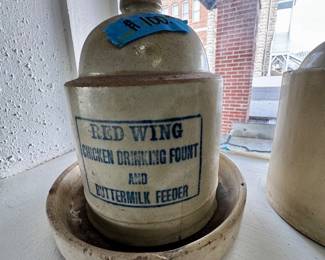 RED WING
CHICKEN DRINKING FOUNT
AND
BUTTERMILK FEEDER